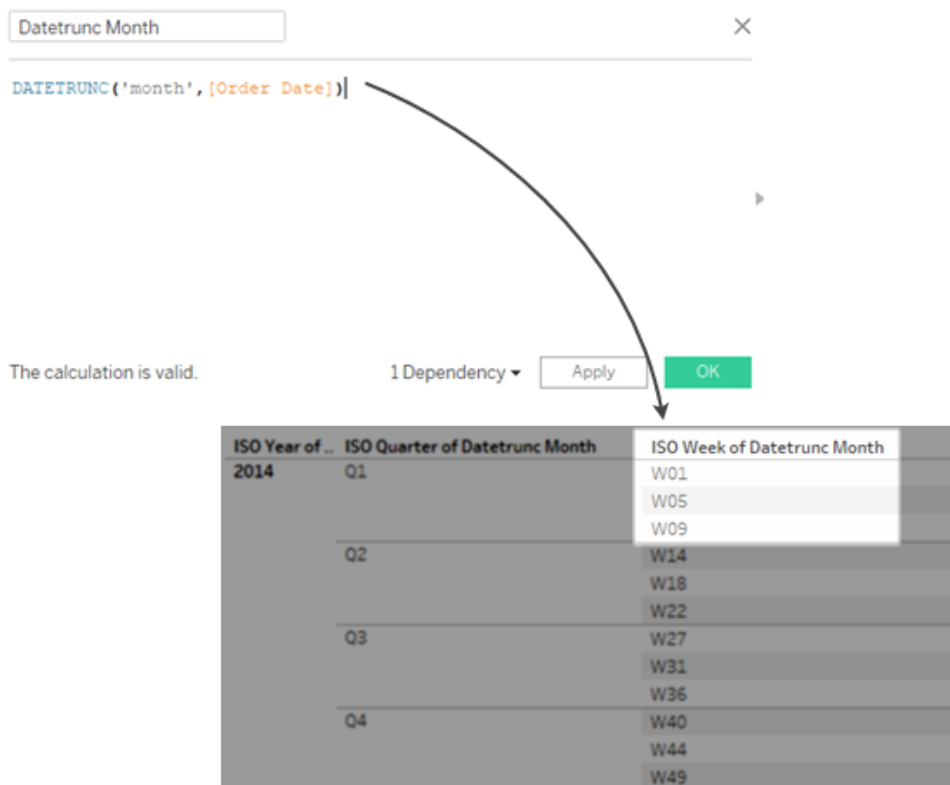 Datetrunc Month
DATETRUNC('month',[Order Date])
The calculation is valid. 1 Dependency Apply OK
ISO Year of .. ISO Quarter of Datetrunc Month ISO Week of Datetrunc Month
2014 Q1 W01
W05
W09
Q2 W14
W18
W22
Q3 W27
W31
W36
Q4 W40
W44
W49